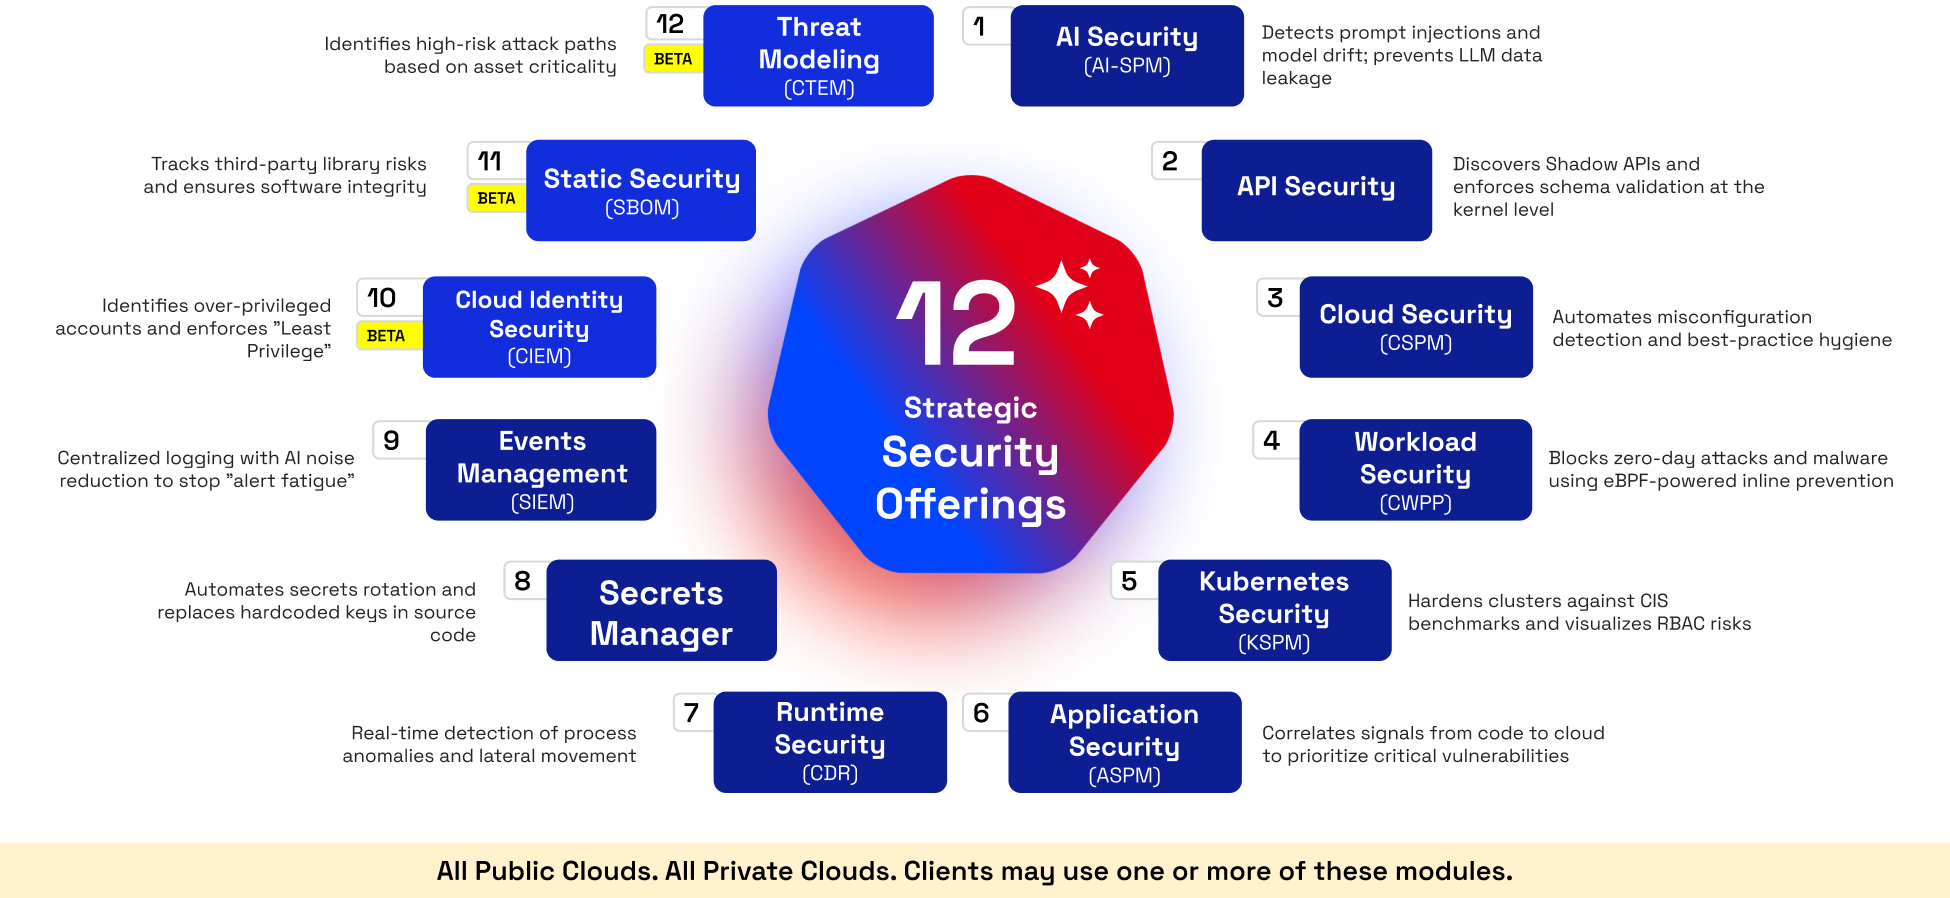 12
BETA
Threat
Modeling
(CTEM)
Identifies high-risk attack paths
based on asset criticality
1
AI Security
(AI-SPM)
Detects prompt injections and
model drift; prevents LLM data
leakage
11
BETA
Static Security
(SBOM)
Tracks third-party library risks
and ensures software integrity
2
API Security
Discovers Shadow APIs and
enforces schema validation at the
kernel level
10
BETA
Cloud Identity
Security
(CIEM)
Identifies over-privileged
accounts and enforces "Least
Privilege"
12
Strategic
Security
Offerings
3
Cloud Security
(CSPM)
Automates misconfiguration
detection and best-practice hygiene
9
Events
Management
(SIEM)
Centralized logging with AI noise
reduction to stop "alert fatigue"
4
Workload
Security
(CWPP)
Blocks zero-day attacks and malware
using eBPF-powered inline prevention
8
Secrets
Manager
Automates secrets rotation and
replaces hardcoded keys in source
code
5
Kubernetes
Security
(KSPM)
Hardens clusters against CIS
benchmarks and visualizes RBAC risks
7
Runtime
Security
(CDR)
Real-time detection of process
anomalies and lateral movement
6
Application
Security
(ASPM)
Correlates signals from code to cloud
to prioritize critical vulnerabilities
All Public Clouds. All Private Clouds. Clients may use one or more of these modules.